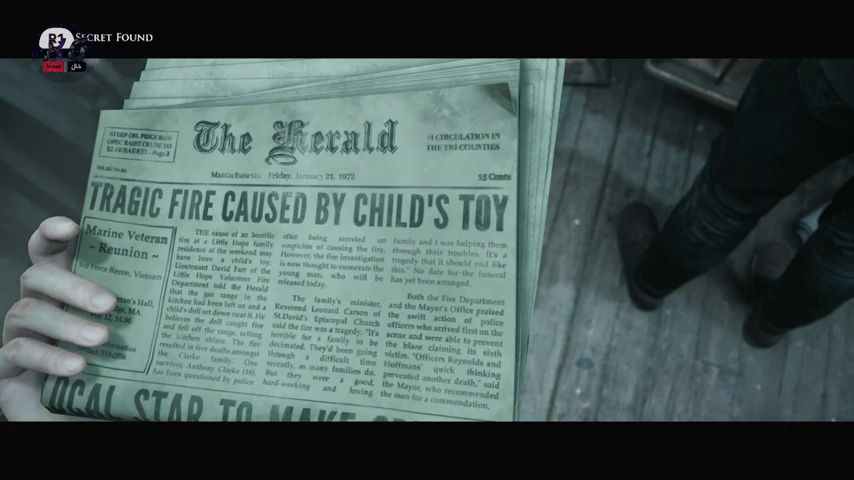 R1
SECRET FOUND
STEEP OIL PRICE RISE
OPEC RAISE CRUDE TO
$2.49 BARREL - Page 3
The Herald
#1 CIRCULATION IN
THE TRI-COUNTIES
Massachusetts. Friday, January 21, 1972
15 Cents
TRAGIC FIRE CAUSED BY CHILD'S TOY
Marine Veteran
~ Reunion ~
3rd Force Recon, Vietnam
THE cause of an horrific
fire at a Little Hope family
residence at the weekend may
have been a child's toy.
Lieutenant David Farr of the
Little Hope Volunteer Fire
Department told the Herald
that the gas range in the
kitchen had been left on and a
child's doll set down near it. He
believes the doll caught fire
and fell off the range, setting
the kitchen ablaze. The fire
resulted in five deaths amongst
the Clarke family. One
survivor, Anthony Clarke (18),
has been questioned by police
after being arrested on
suspicion of causing the fire.
However, the fire investigation
is now thought to exonerate the
young man, who will be
released today.
The family's minister,
Reverend Leonard Carson of
St.David's Episcopal Church
said the fire was a tragedy. "It's
terrible for a family to be
decimated. They'd been going
through a difficult time
recently, as many families do.
But they were a good,
hard-working and loving
family and I was helping them
through their troubles. It's a
tragedy that it should end like
this." No date for the funeral
has yet been arranged.
Both the Fire Department
and the Mayor's Office praised
the swift action of police
officers who arrived first on the
scene and were able to prevent
the blaze claiming its sixth
victim. "Officers Reynolds and
Hoffmans' quick thinking
prevented another death," said
the Mayor, who recommended
the men for a commendation.
OCAL STAR TO MAKE